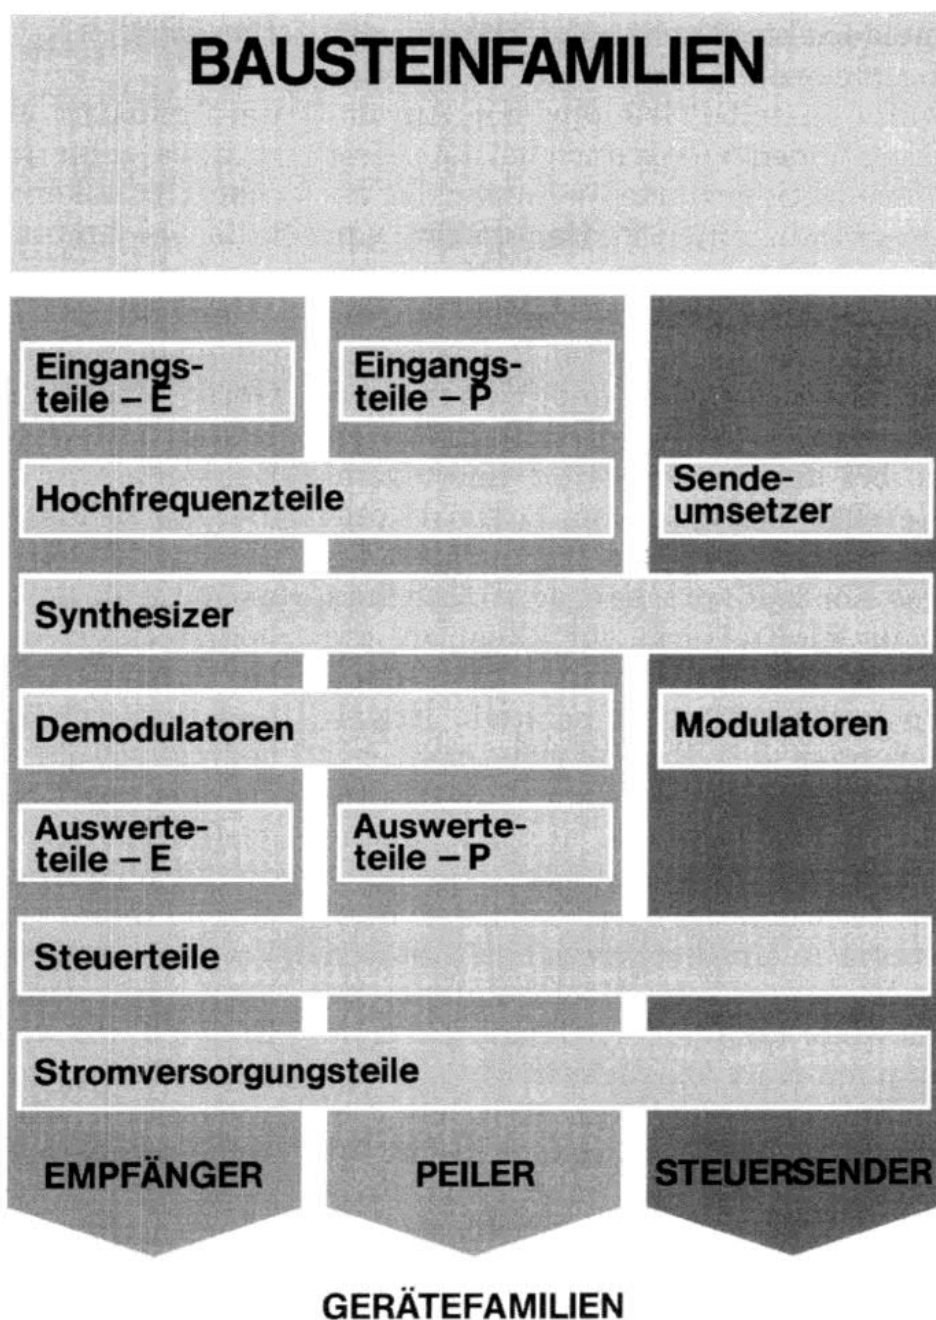 BAUSTEINFAMILIEN
Eingangs-
teile – E
Eingangs-
teile – P
Hochfrequenzteile
Sende-
umsetzer
Synthesizer
Demodulatoren
Modulatoren
Auswerte-
teile – E
Auswerte-
teile – P
Steuerteile
Stromversorgungsteile
EMPFÄNGER
PEILER
STEUERSENDER
GERÄTEFAMILIEN